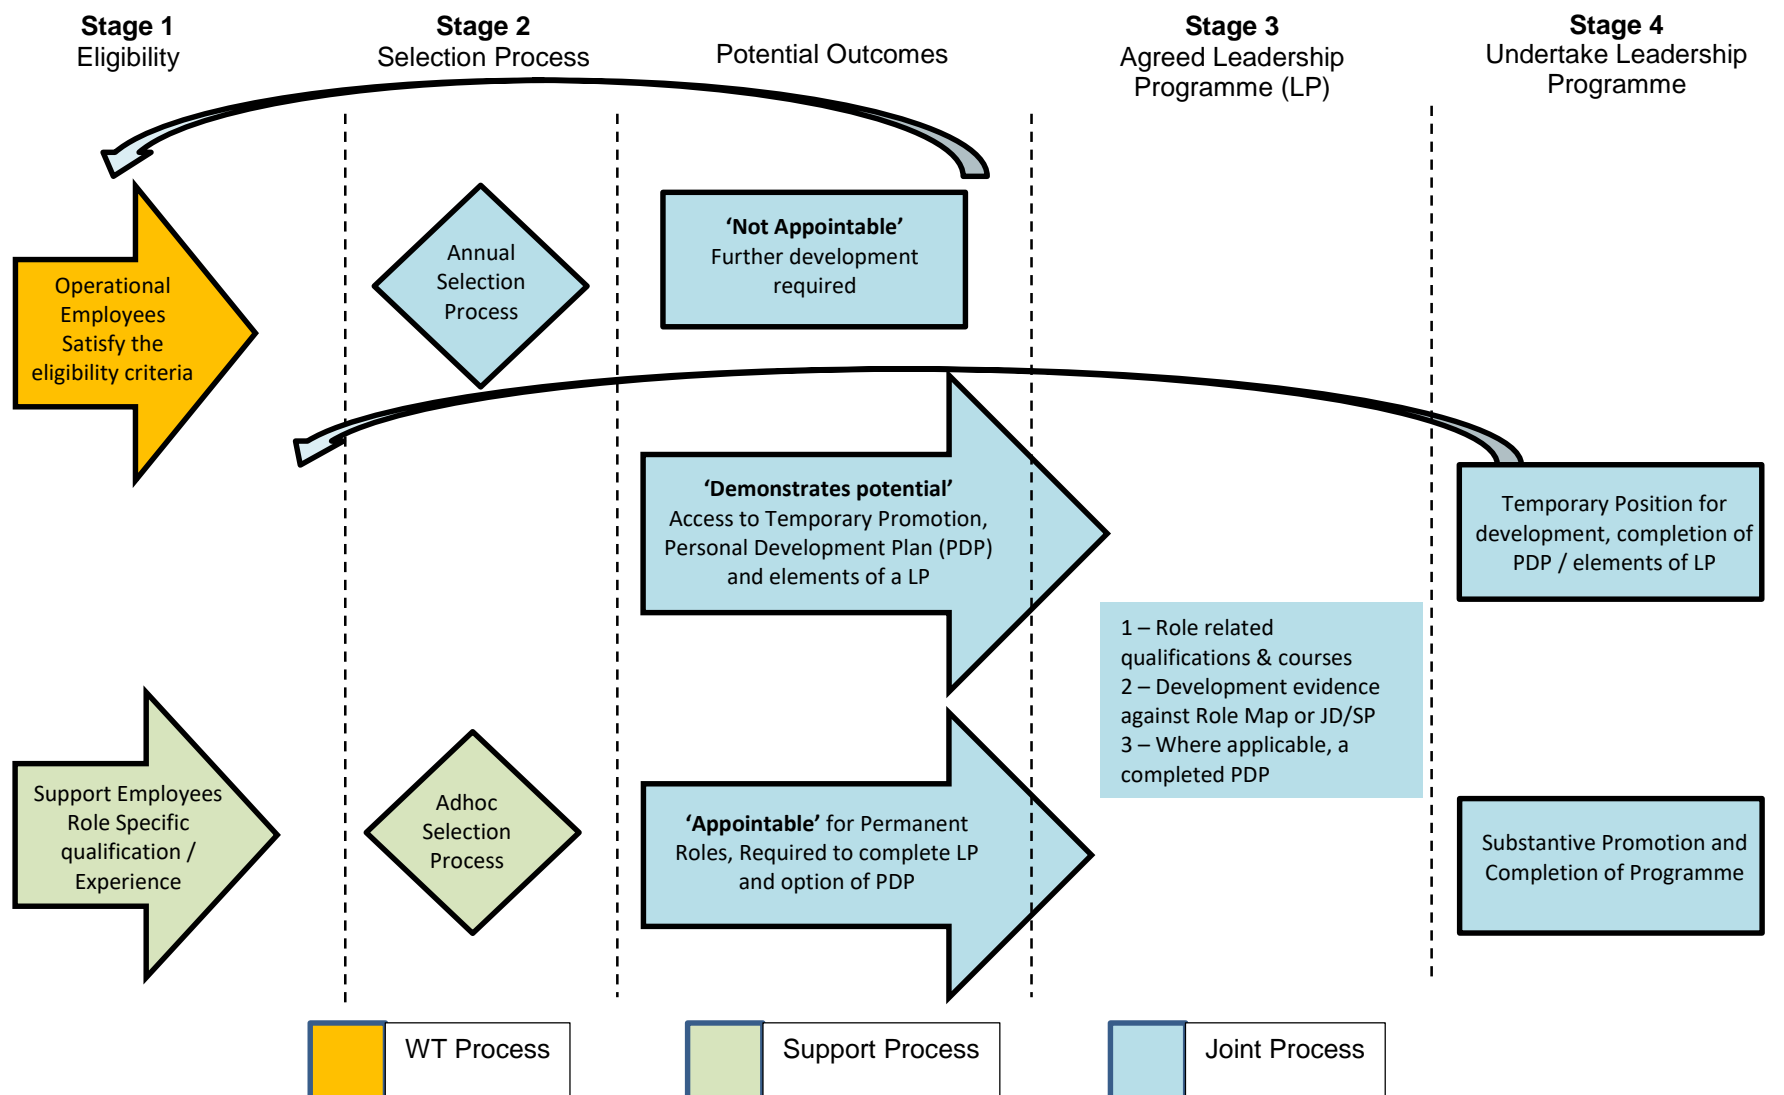 Stage 1
Eligibility
Stage 2
Selection Process
Potential Outcomes
Stage 3
Agreed Leadership
Programme (LP)
Stage 4
Undertake Leadership
Programme
Operational
Employees
Satisfy the
eligibility criteria
Annual
Selection
Process
‘Not Appointable’
Further development
required
‘Demonstrates potential’
Access to Temporary Promotion,
Personal Development Plan (PDP)
and elements of a LP
Temporary Position for
development, completion of
PDP / elements of LP
1 – Role related
qualifications & courses
2 – Development evidence
against Role Map or JD/SP
3 – Where applicable, a
completed PDP
Support Employees
Role Specific
qualification /
Experience
Adhoc
Selection
Process
‘Appointable’ for Permanent
Roles, Required to complete LP
and option of PDP
Substantive Promotion and
Completion of Programme
WT Process
Support Process
Joint Process